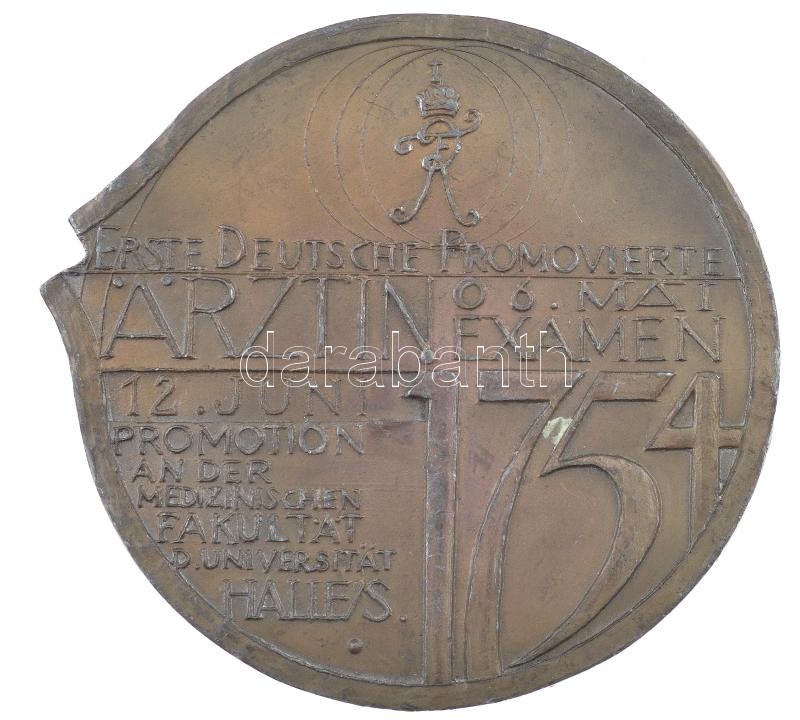 ERSTE DEUTSCHE PROMOVIERTE
ÄRZTIN. 06. MAI
EXAMEN
12. JUNI 1754
PROMOTION
AN DER
MEDIZINISCHEN
FAKULTÄT
D. UNIVERSITÄT
HALLE/S.
darabanth